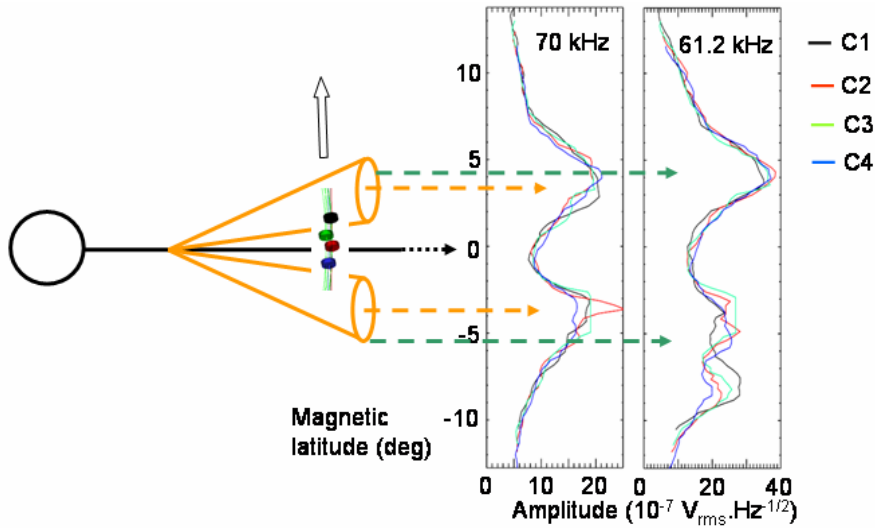 70 kHz
61.2 kHz
C1
C2
C3
C4
10
5
0
-5
-10
Magnetic
latitude (deg)
0 10 20
20 40
Amplitude (10⁻⁷ Vrms.Hz⁻¹/²)